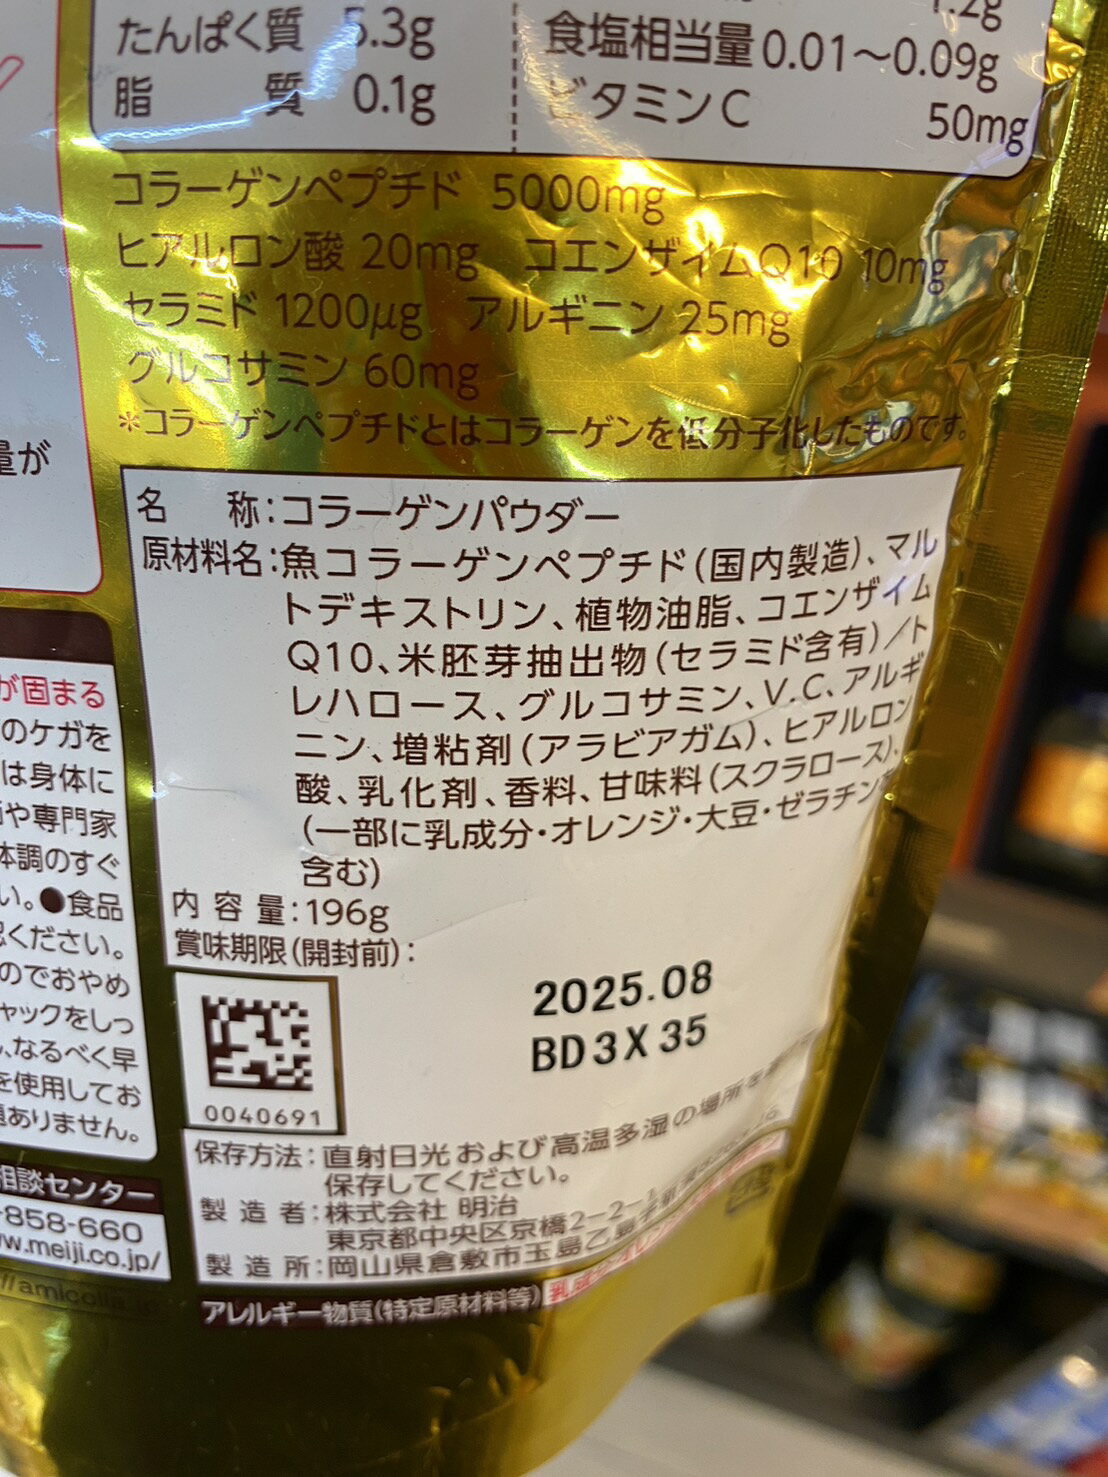 たんぱく質 5.3g
脂 質 0.1g
1.2g
食塩相当量 0.01～0.09g
ビタミンC 50mg
コラーゲンペプチド 5000mg
ヒアルロン酸 20mg コエンザイムQ10 10mg
セラミド 1200μg アルギニン 25mg
グルコサミン 60mg
*コラーゲンペプチドとはコラーゲンを低分子化したものです。
名 称:コラーゲンパウダー
原材料名:魚コラーゲンペプチド(国内製造)、マル
トデキストリン、植物油脂、コエンザイム
Q10、米胚芽抽出物(セラミド含有)／ト
レハロース、グルコサミン、V.C、アルギ
ニン、増粘剤(アラビアガム)、ヒアルロン
酸、乳化剤、香料、甘味料(スクラロース)、
(一部に乳成分・オレンジ・大豆・ゼラチンを
含む)
内 容 量:196g
賞味期限(開封前):
2025.08
BD3X35
0040691
保存方法:直射日光および高温多湿の場所を
保存してください。
製 造 者:株式会社 明治
東京都中央区京橋2-2-1
製 造 所:岡山県倉敷市玉島乙島
アレルギー物質(特定原材料等)
量が
が固まる
のケガを
は身体に
や専門家
体調のすぐ
い。●食品
ください。
のでおやめ
ャックをしっ
、なるべく早
を使用してお
ありません。
相談センター
-858-660
w.meiji.co.jp/